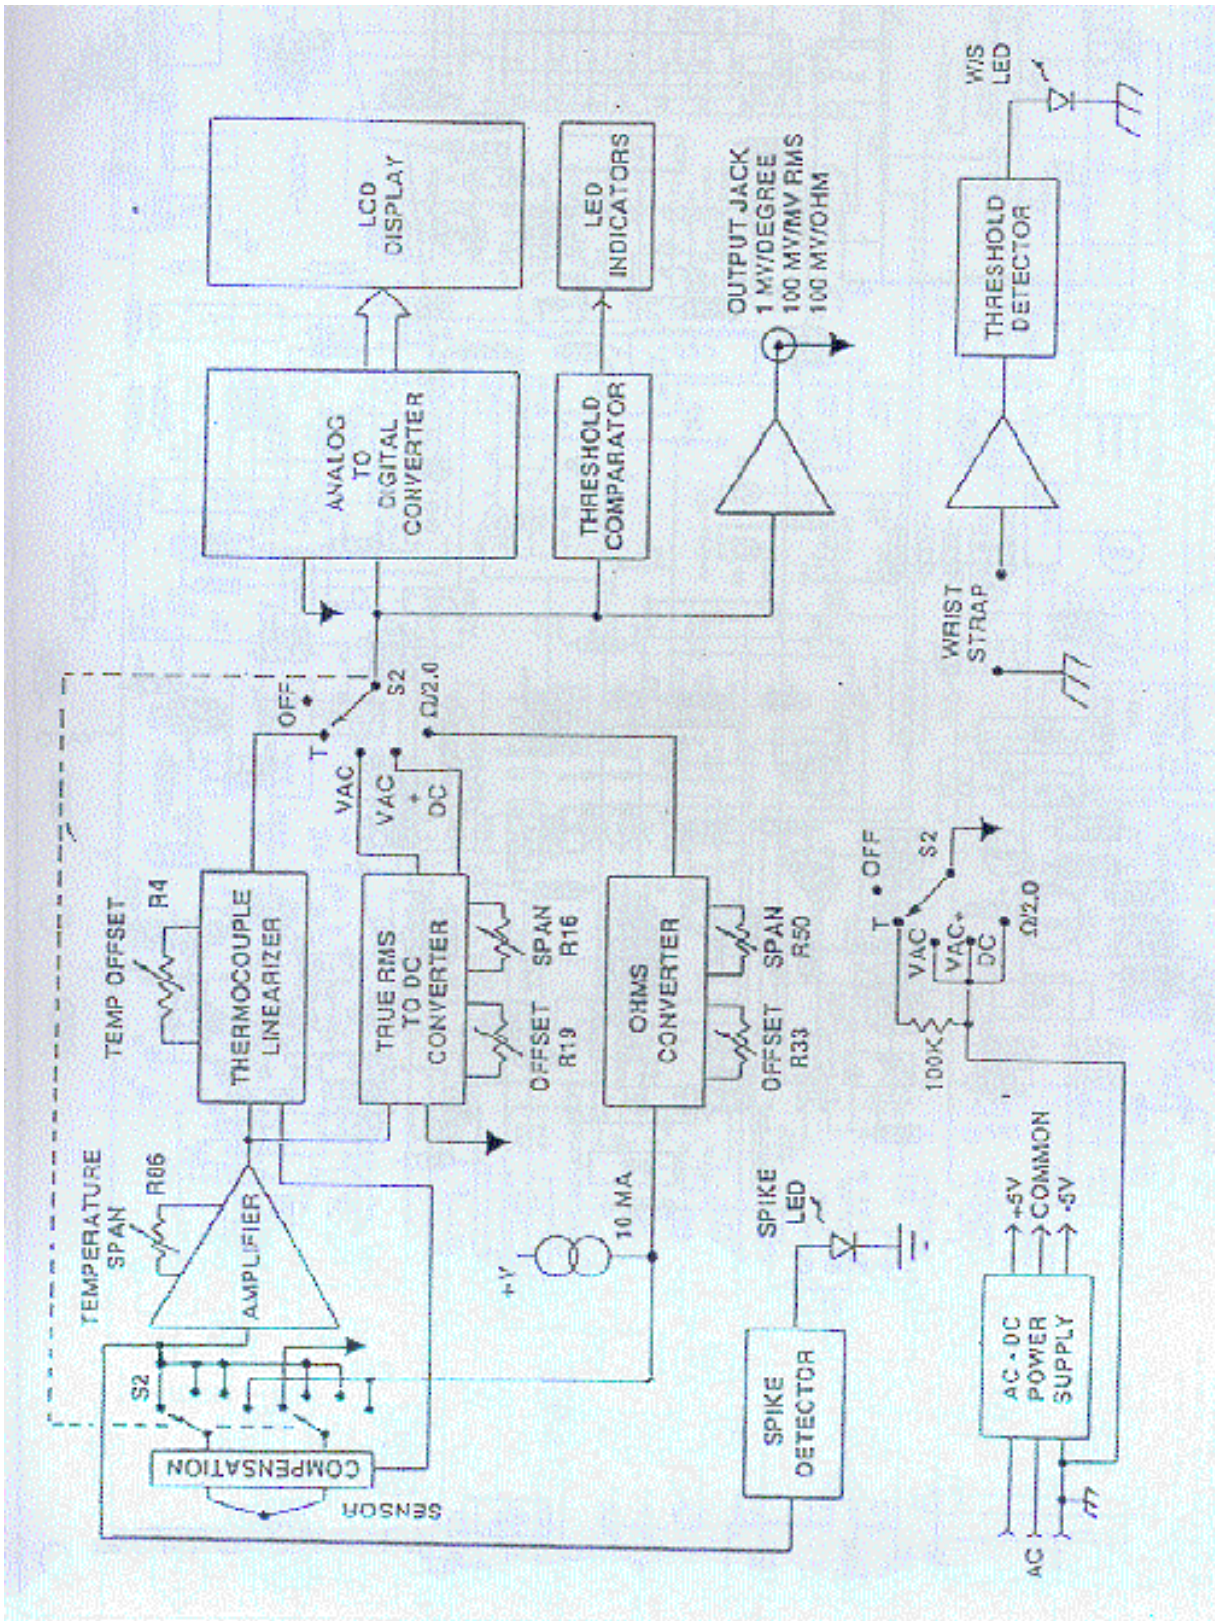 TEMPERATURE
SPAN
R66
TEMP OFFSET
R4
S2
SENSOR
COMPENSATION
AMPLIFIER
THERMOCOUPLE
LINEARIZER
OFF
T
VAC
VAC
+
DC
S2
Ω/2.0
TRUE RMS
TO DC
CONVERTER
OFFSET
R19
SPAN
R16
ANALOG
TO
DIGITAL
CONVERTER
LCD
DISPLAY
+V
10 MA
OHMS
CONVERTER
OFFSET
R33
SPAN
R50
THRESHOLD
COMPARATOR
LED
INDICATORS
OUTPUT JACK
1 MV/DEGREE
100 MV/MV RMS
100 MV/OHM
SPIKE
DETECTOR
SPIKE
LED
T
OFF
S2
VAC
VAC+
DC
Ω/2.0
100K
WRIST
STRAP
THRESHOLD
DETECTOR
W/S
LED
AC
AC - DC
POWER
SUPPLY
+5V
COMMON
-5V